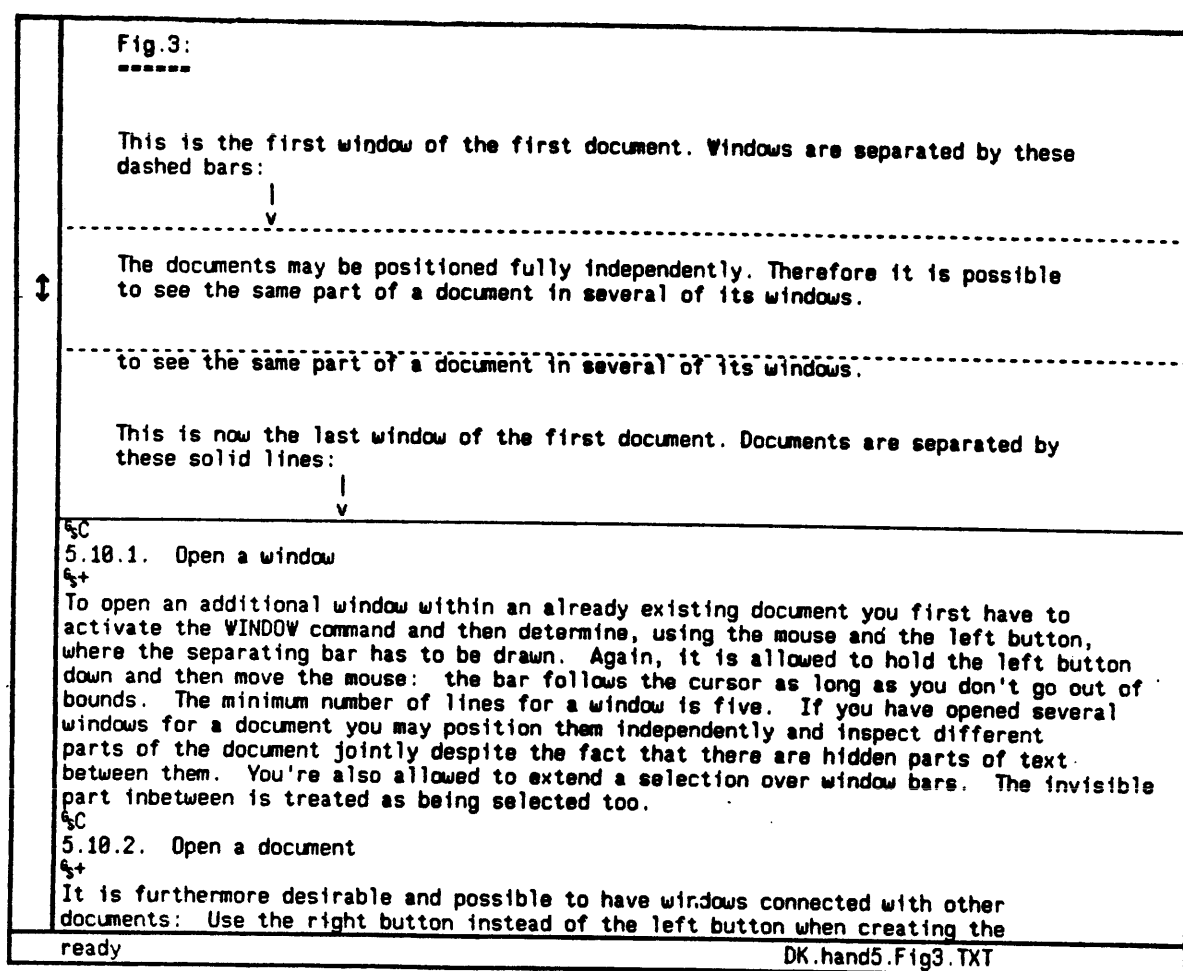 Fig.3:
------
This is the first window of the first document. Windows are separated by these
dashed bars:
|
v
The documents may be positioned fully independently. Therefore it is possible
to see the same part of a document in several of its windows.
to see the same part of a document in several of its windows.
This is now the last window of the first document. Documents are separated by
these solid lines:
|
v
GSC
5.10.1.  Open a window
GS+
To open an additional window within an already existing document you first have to
activate the WINDOW command and then determine, using the mouse and the left button,
where the separating bar has to be drawn.  Again, it is allowed to hold the left button
down and then move the mouse:  the bar follows the cursor as long as you don't go out of
bounds.  The minimum number of lines for a window is five.  If you have opened several
windows for a document you may position them independently and inspect different
parts of the document jointly despite the fact that there are hidden parts of text
between them.  You're also allowed to extend a selection over window bars.  The invisible
part inbetween is treated as being selected too.
GSC
5.10.2.  Open a document
GS+
It is furthermore desirable and possible to have windows connected with other
documents:  Use the right button instead of the left button when creating the
ready DK.hand5.Fig3.TXT